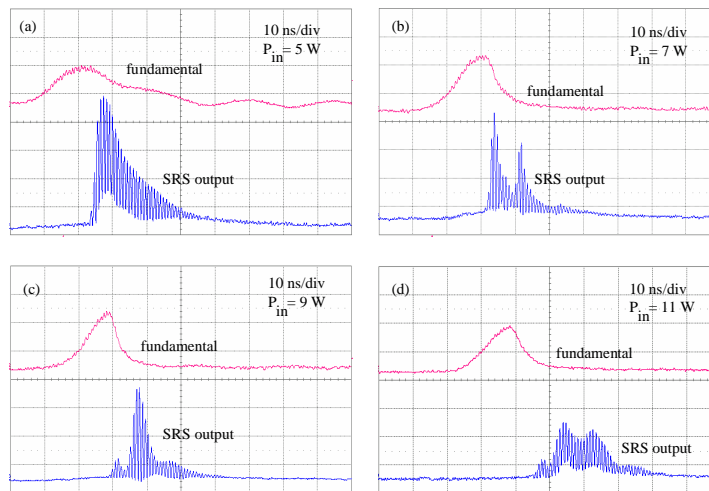 (a)
10 ns/div
P_in = 5 W
fundamental
SRS output
(b)
10 ns/div
P_in = 7 W
fundamental
SRS output
(c)
10 ns/div
P_in = 9 W
fundamental
SRS output
(d)
10 ns/div
P_in = 11 W
fundamental
SRS output